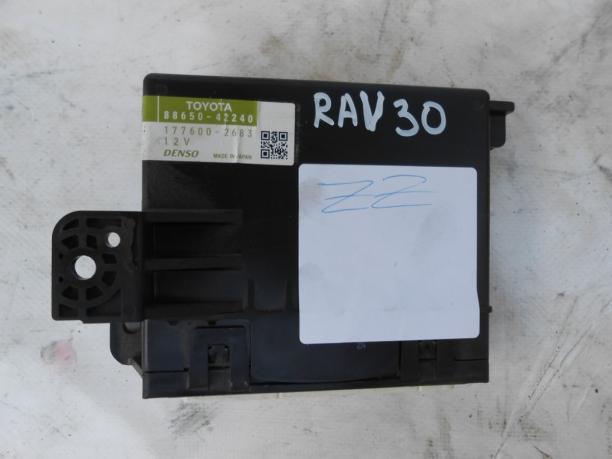 TOYOTA
88650-42240
177600-2683
12V
DENSO MADE IN JAPAN
RAV30
ZZ